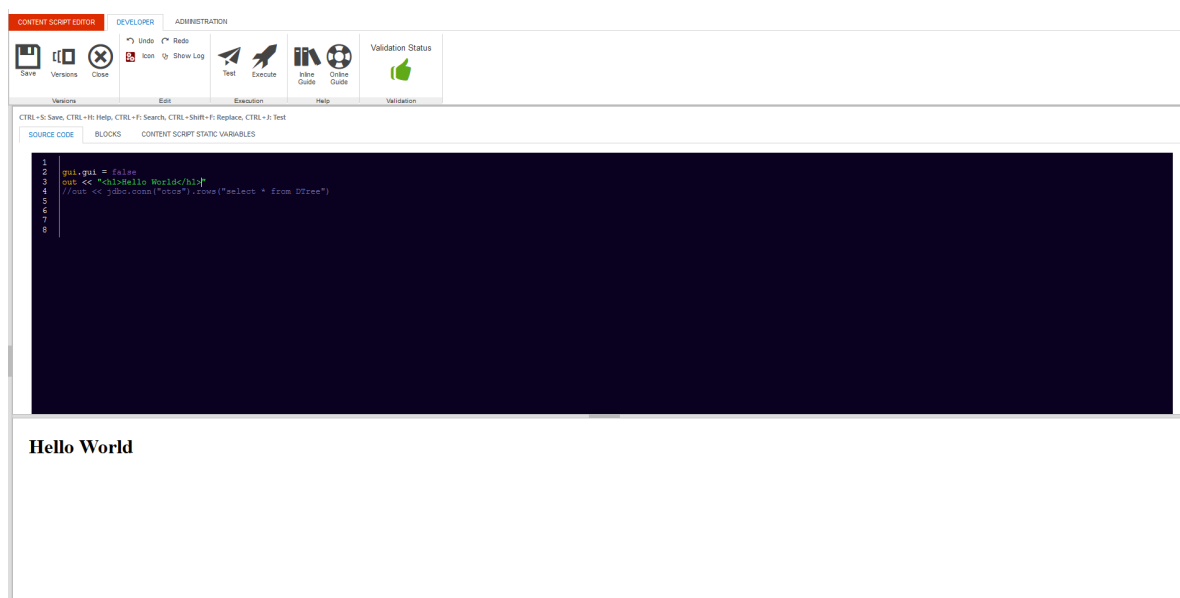 CONTENT SCRIPT EDITOR DEVELOPER ADMINISTRATION
Undo Redo
Icon Show Log
Save Versions Close
Test Execute
Inline Guide Online Guide
Validation Status
Versions Edit Execution Help Validation
CTRL+S: Save, CTRL+H: Help, CTRL+F: Search, CTRL+Shift+F: Replace, CTRL+J: Test
SOURCE CODE BLOCKS CONTENT SCRIPT STATIC VARIABLES
1
2 gui.gui = false
3 out << "<h1>Hello World</h1>"
4 //out << jdbc.conn("otcs").rows("select * from DTree")
5
6
7
8
Hello World